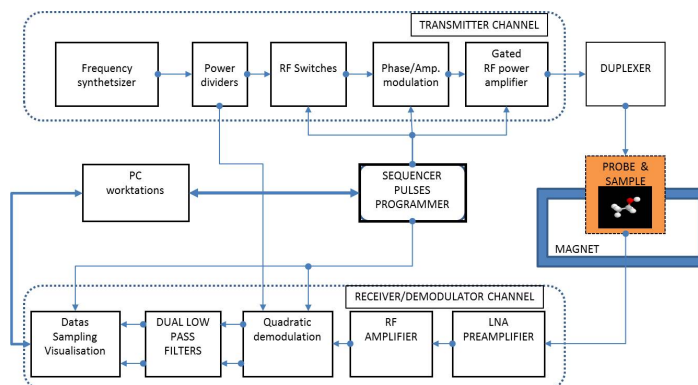 TRANSMITTER CHANNEL
Frequency
synthetsizer
Power
dividers
RF Switches
Phase/Amp.
modulation
Gated
RF power
amplifier
DUPLEXER
PC
worktations
SEQUENCER
PULSES
PROGRAMMER
PROBE &
SAMPLE
MAGNET
RECEIVER/DEMODULATOR CHANNEL
Datas
Sampling
Visualisation
DUAL LOW
PASS
FILTERS
Quadratic
demodulation
RF
AMPLIFIER
LNA
PREAMPLIFIER